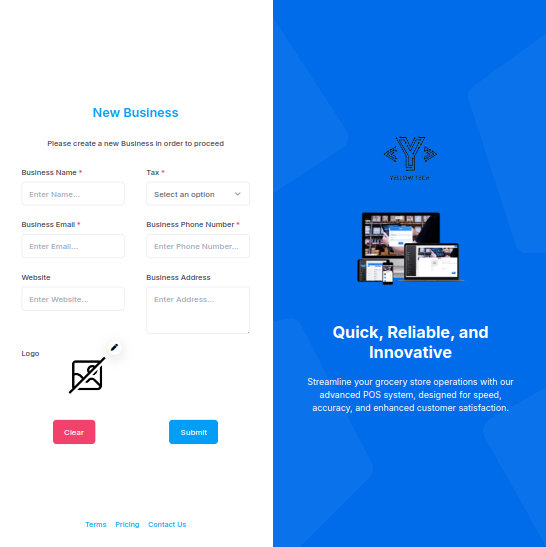 New Business
Please create a new Business in order to proceed
Business Name *
Tax *
Enter Name...
Select an option
Business Email *
Business Phone Number *
Enter Email...
Enter Phone Number...
Website
Business Address
Enter Website...
Enter Address...
Logo
Clear
Submit
Terms
Pricing
Contact Us
YELLOW TECH
Quick, Reliable, and
Innovative
Streamline your grocery store operations with our
advanced POS system, designed for speed,
accuracy, and enhanced customer satisfaction.